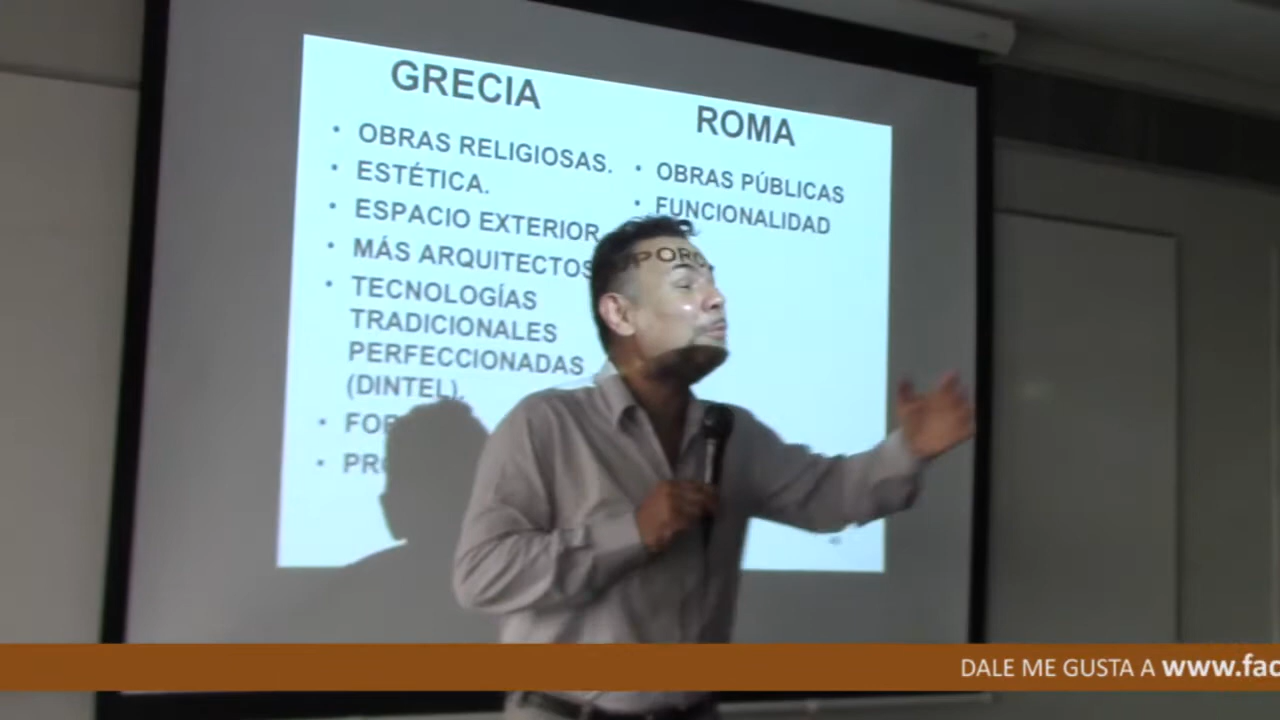 GRECIA
• OBRAS RELIGIOSAS.
• ESTÉTICA.
• ESPACIO EXTERIOR
• MÁS ARQUITECTOS
• TECNOLOGÍAS
TRADICIONALES
PERFECCIONADAS
(DINTEL).
ROMA
• OBRAS PÚBLICAS
• FUNCIONALIDAD
DALE ME GUSTA A www.fac